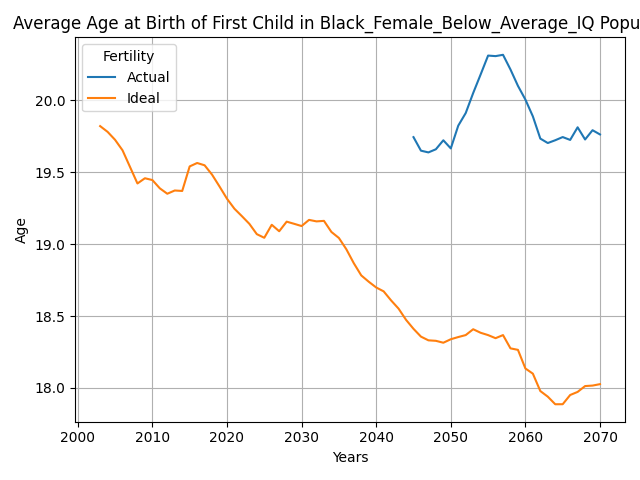 Average Age at Birth of First Child in Black_Female_Below_Average_IQ Popu
Fertility
Actual
Ideal
20.0
19.5
19.0
18.5
18.0
Age
2000 2010 2020 2030 2040 2050 2060 2070
Years